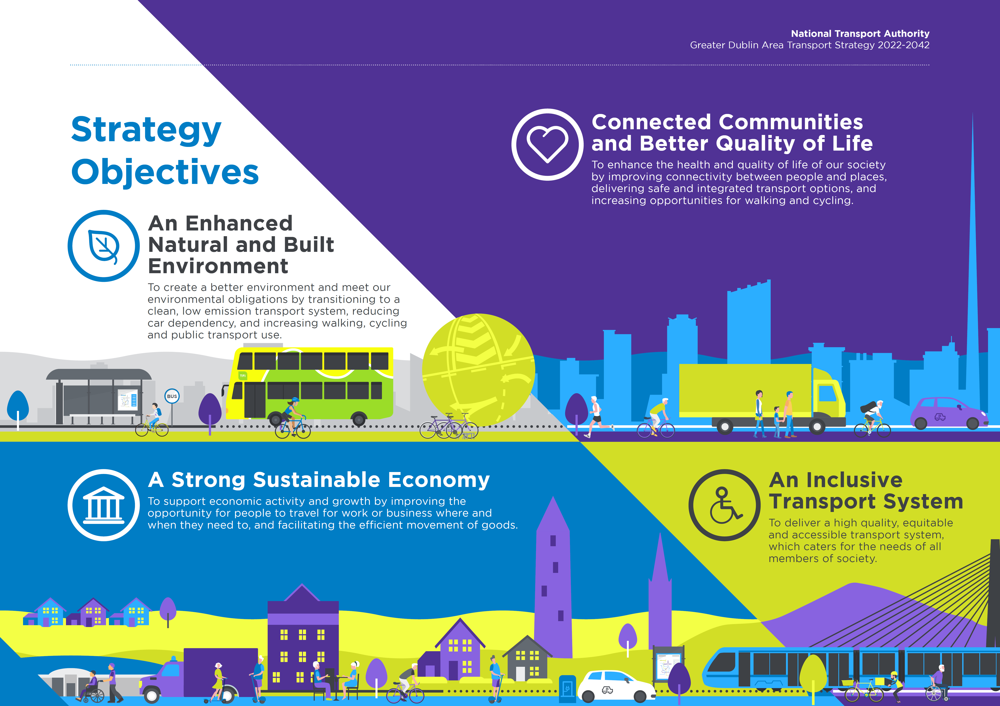 National Transport Authority
Greater Dublin Area Transport Strategy 2022-2042
Strategy
Objectives
An Enhanced
Natural and Built
Environment
To create a better environment and meet our
environmental obligations by transitioning to a
clean, low emission transport system, reducing
car dependency, and increasing walking, cycling
and public transport use.
Connected Communities
and Better Quality of Life
To enhance the health and quality of life of our society
by improving connectivity between people and places,
delivering safe and integrated transport options, and
increasing opportunities for walking and cycling.
TFI
BUS
A Strong Sustainable Economy
To support economic activity and growth by improving the
opportunity for people to travel for work or business where and
when they need to, and facilitating the efficient movement of goods.
An Inclusive
Transport System
To deliver a high quality, equitable
and accessible transport system,
which caters for the needs of all
members of society.